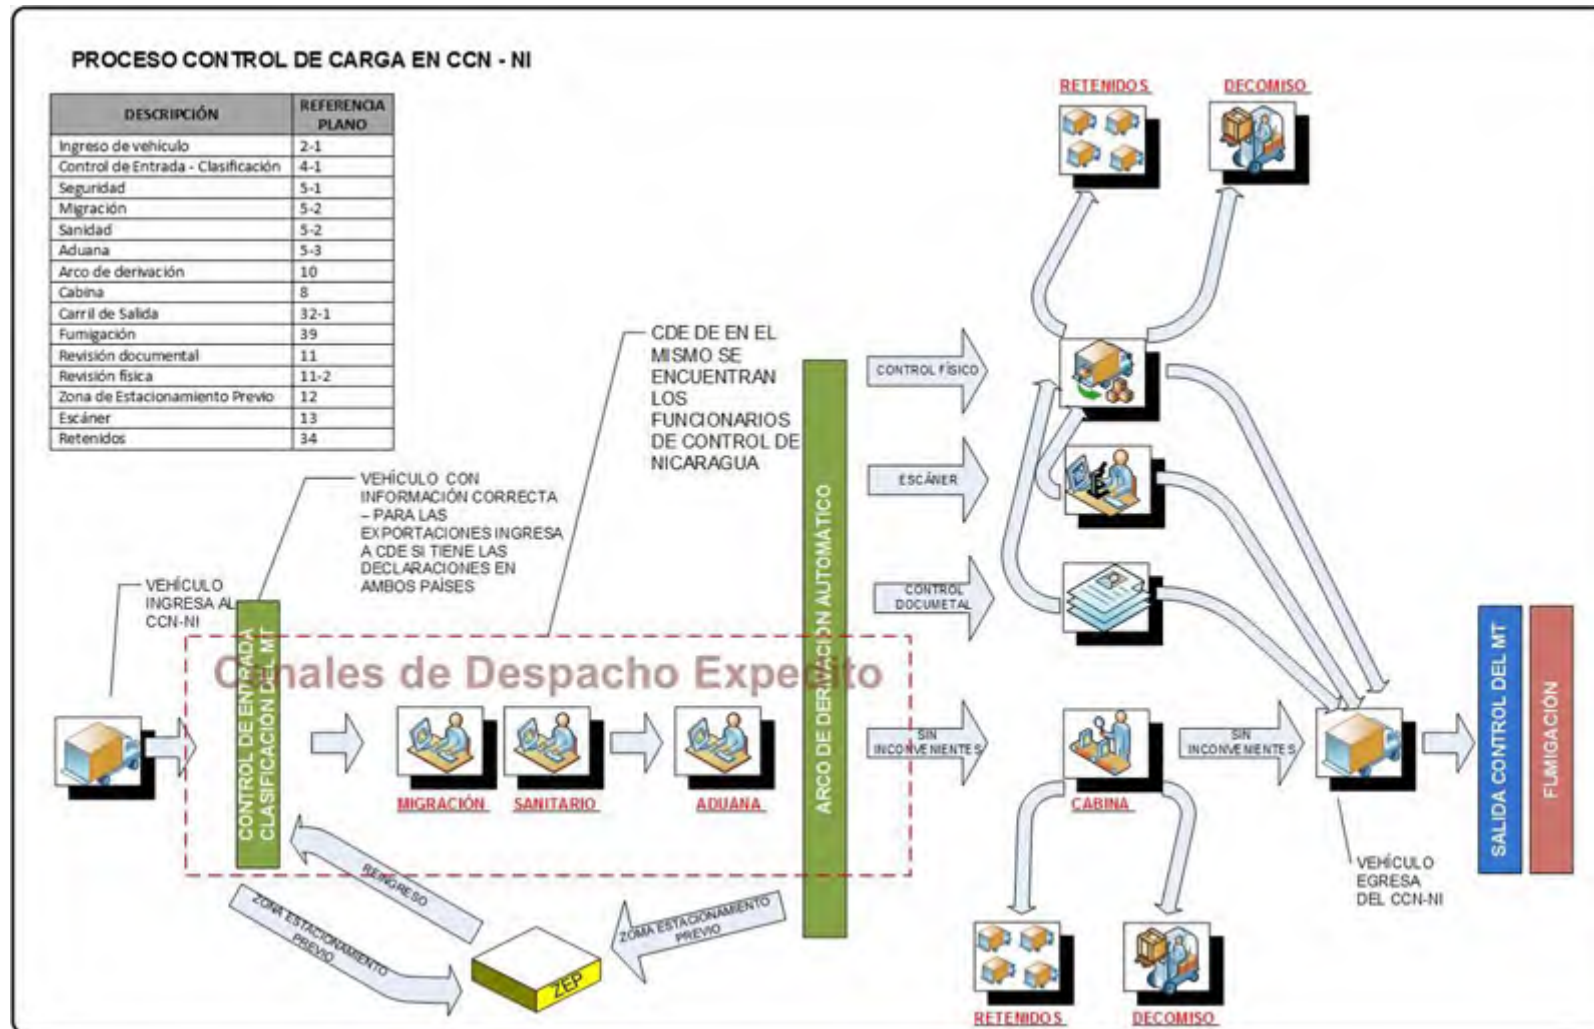 PROCESO CONTROL DE CARGA EN CCN - NI
DESCRIPCIÓN REFERENCIA PLANO
Ingreso de vehículo 2-1
Control de Entrada - Clasificación 4-1
Seguridad 5-1
Migración 5-2
Sanidad 5-2
Aduana 5-3
Arco de derivación 10
Cabina 8
Carril de Salida 32-1
Fumigación 39
Revisión documental 11
Revisión física 11-2
Zona de Estacionamiento Previo 12
Escáner 13
Retenidos 34
RETENIDOS
DECOMISO
CDE DE EN EL
MISMO SE
ENCUENTRAN
LOS
FUNCIONARIOS
DE CONTROL DE
NICARAGUA
VEHÍCULO CON
INFORMACIÓN CORRECTA
– PARA LAS
EXPORTACIONES INGRESA
A CDE SI TIENE LAS
DECLARACIONES EN
AMBOS PAÍSES
VEHÍCULO
INGRESA AL
CCN-NI
CONTROL DE ENTRADA
CLASIFICACIÓN DEL MT
Canales de Despacho Expedito
MIGRACIÓN
SANITARIO
ADUANA
ARCO DE DERIVACIÓN AUTOMÁTICO
CONTROL FÍSICO
ESCÁNER
CONTROL
DOCUMETAL
SIN
INCONVENIENTES
CABINA
SIN
INCONVENIENTES
VEHÍCULO
EGRESA
DEL CCN-NI
SALIDA CONTROL DEL MT
FUMIGACIÓN
REINGRESO
ZONA ESTACIONAMIENTO
PREVIO
ZOMA ESTACIONAMIENTO
PREVIO
ZEP
RETENIDOS
DECOMISO